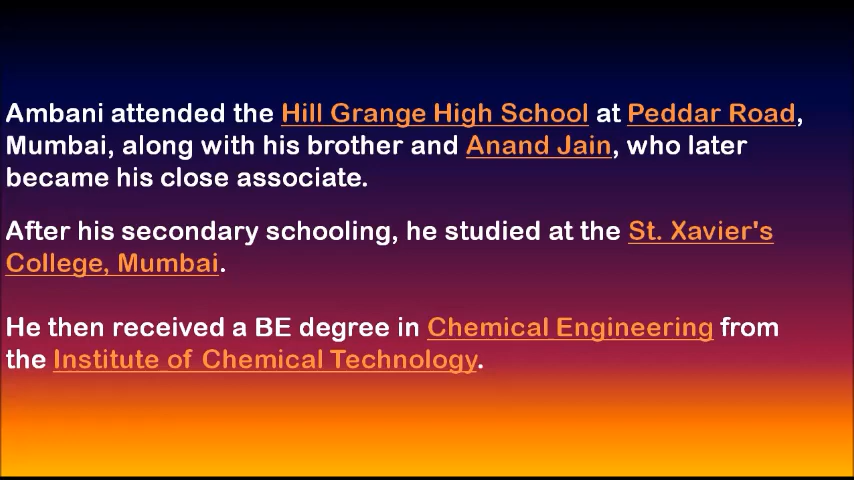 Ambani attended the Hill Grange High School at Peddar Road,
Mumbai, along with his brother and Anand Jain, who later
became his close associate.
After his secondary schooling, he studied at the St. Xavier's
College, Mumbai.
He then received a BE degree in Chemical Engineering from
the Institute of Chemical Technology.